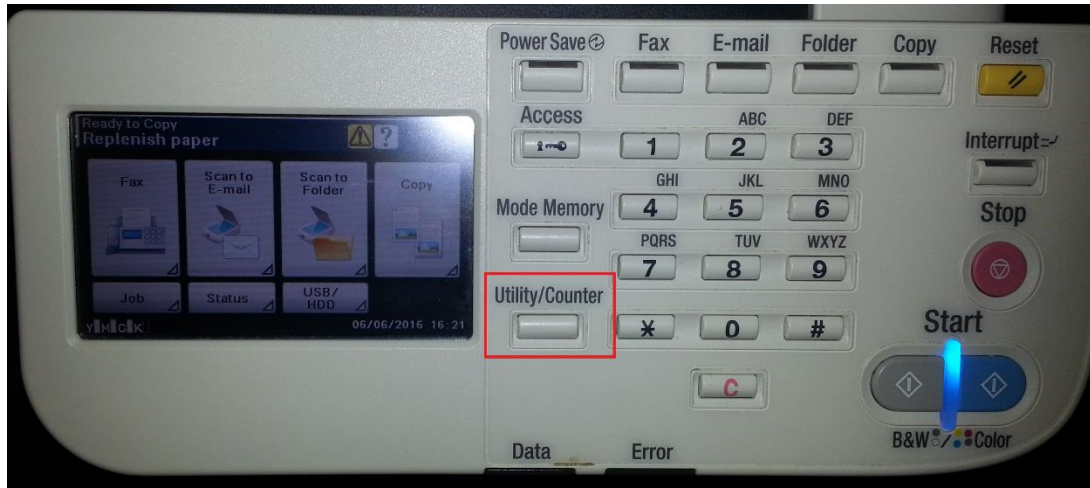 Ready to Copy
Replenish paper
?
Fax
Scan to
E-mail
Scan to
Folder
Copy
Job
Status
USB/
HDD
Y M C K
06/06/2016 16:21
Power Save
Fax
E-mail
Folder
Copy
Reset
Access
ABC
DEF
1
2
3
Interrupt
GHI
JKL
MNO
Mode Memory
4
5
6
Stop
PQRS
TUV
WXYZ
7
8
9
Utility/Counter
* 0 #
Start
C
B&W / Color
Data
Error